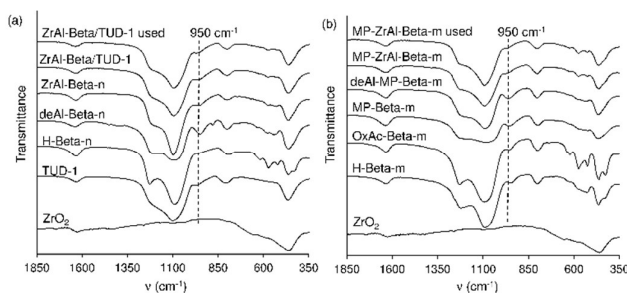 (a)
950 cm⁻¹
ZrAl-Beta/TUD-1 used
ZrAl-Beta/TUD-1
ZrAl-Beta-n
deAl-Beta-n
H-Beta-n
TUD-1
ZrO₂
Transmittance
1850 1600 1350 1100 850 600 350
ν (cm⁻¹)
(b)
950 cm⁻¹
MP-ZrAl-Beta-m used
MP-ZrAl-Beta-m
deAl-MP-Beta-m
MP-Beta-m
OxAc-Beta-m
H-Beta-m
ZrO₂
Transmittance
1850 1600 1350 1100 850 600 350
ν (cm⁻¹)